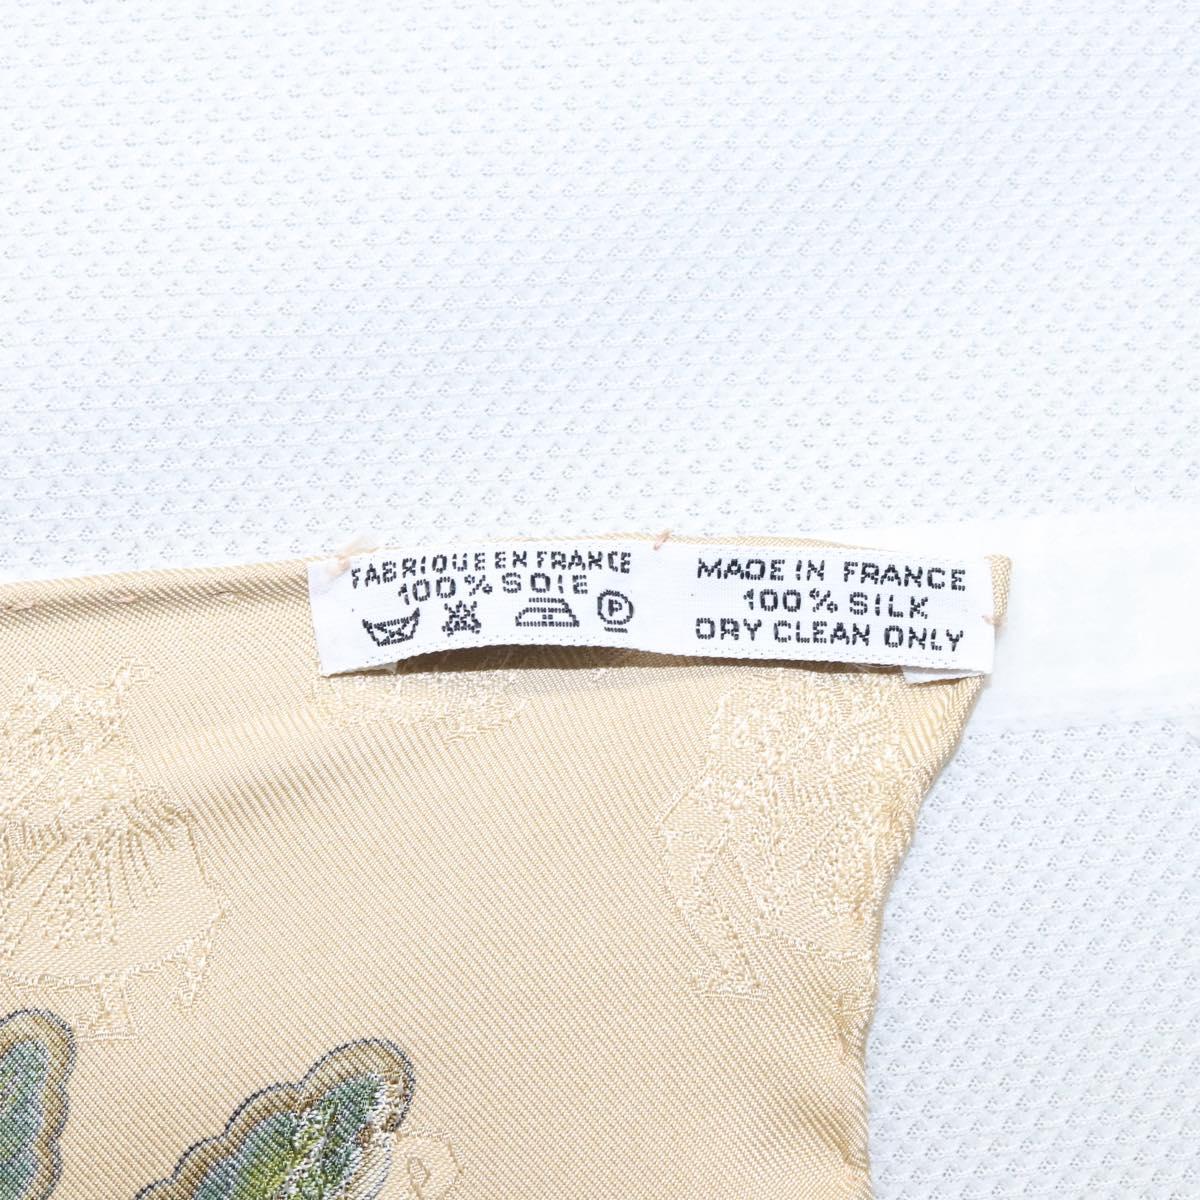 FABRIQUE EN FRANCE
100% SOIE
P
MADE IN FRANCE
100% SILK
DRY CLEAN ONLY